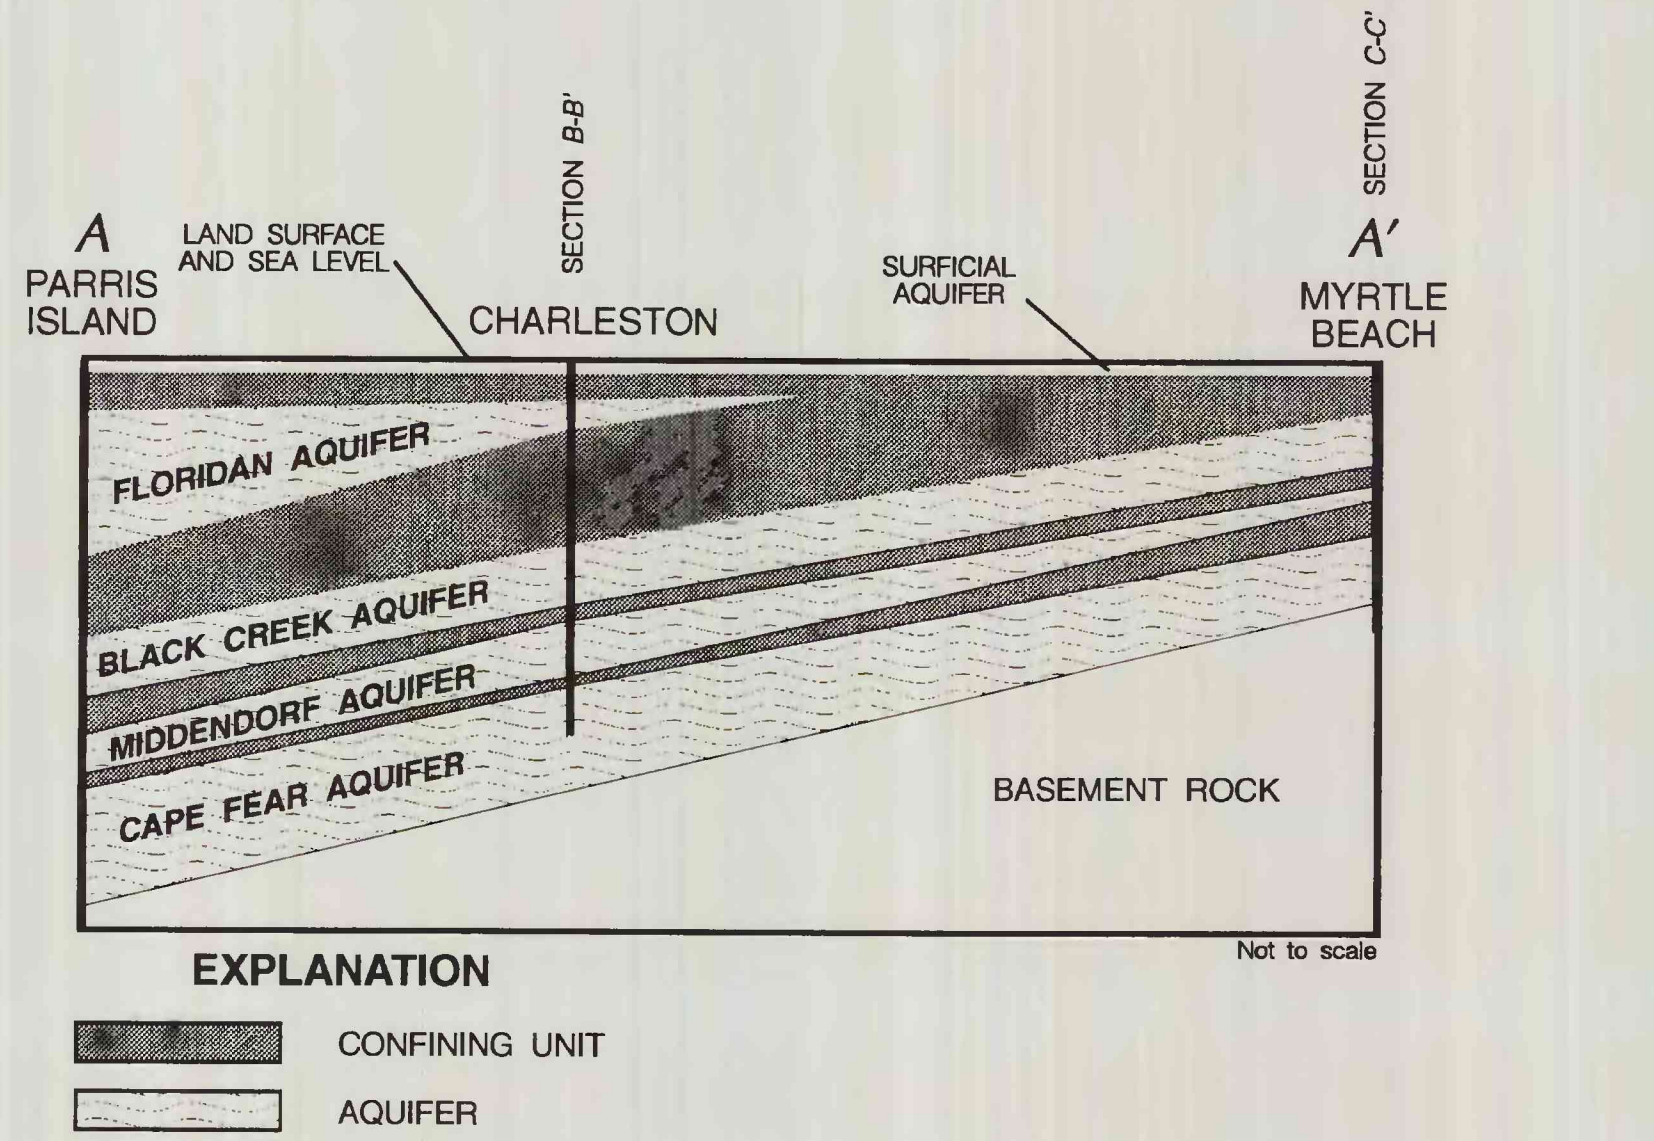 SECTION B-B'
SECTION C-C'
A
PARRIS
ISLAND
LAND SURFACE
AND SEA LEVEL
CHARLESTON
SURFICIAL
AQUIFER
A'
MYRTLE
BEACH
FLORIDAN AQUIFER
BLACK CREEK AQUIFER
MIDDENDORF AQUIFER
CAPE FEAR AQUIFER
BASEMENT ROCK
Not to scale
EXPLANATION
CONFINING UNIT
AQUIFER